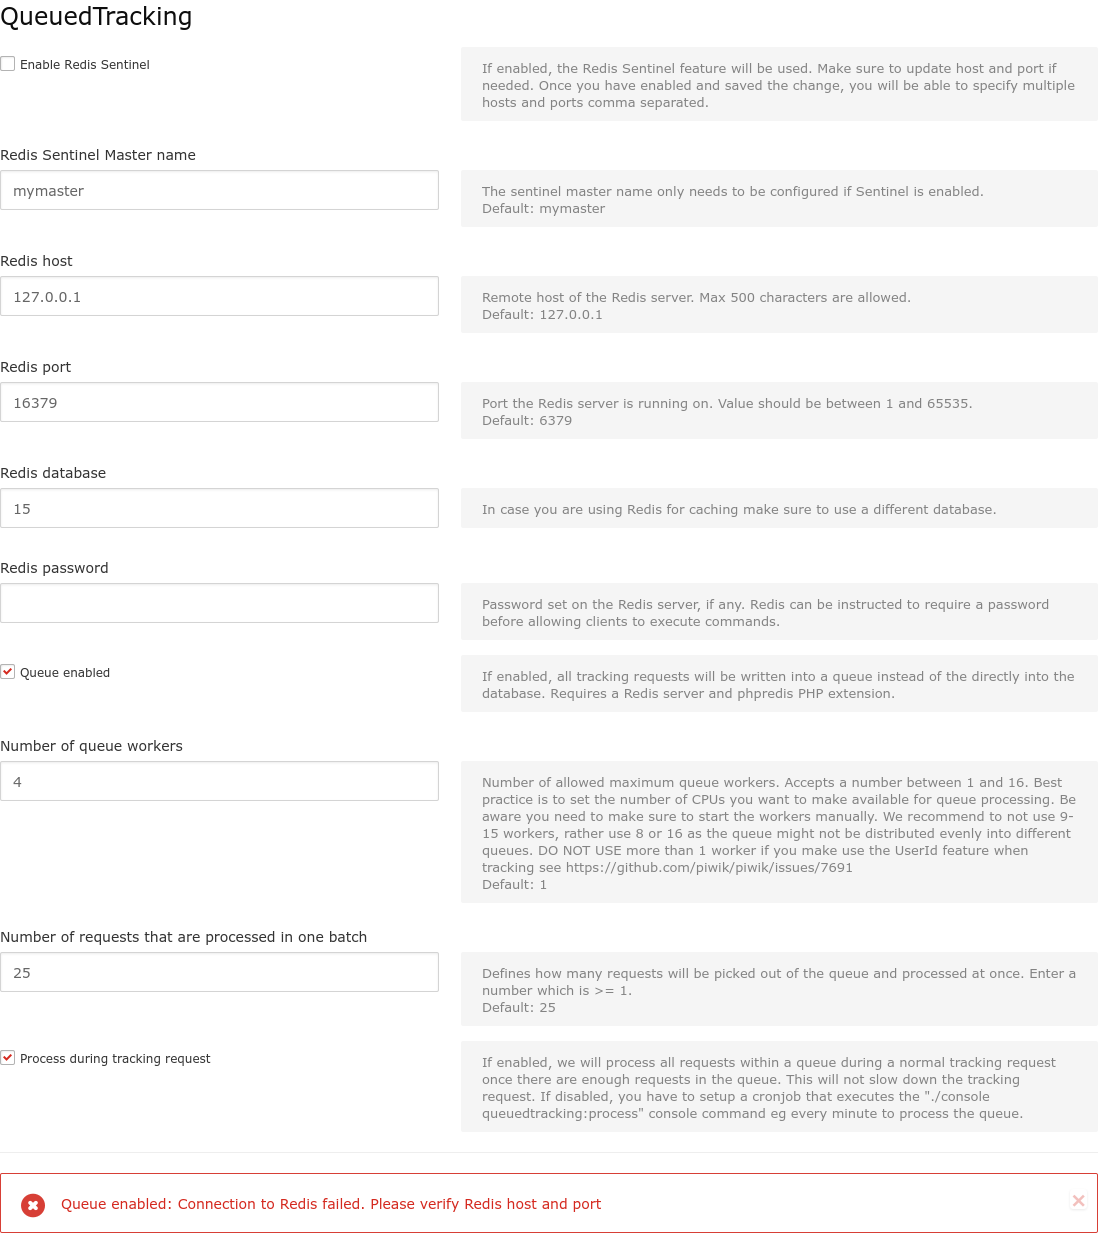 QueuedTracking
Enable Redis Sentinel
If enabled, the Redis Sentinel feature will be used. Make sure to update host and port if
needed. Once you have enabled and saved the change, you will be able to specify multiple
hosts and ports comma separated.
Redis Sentinel Master name
mymaster
The sentinel master name only needs to be configured if Sentinel is enabled.
Default: mymaster
Redis host
127.0.0.1
Remote host of the Redis server. Max 500 characters are allowed.
Default: 127.0.0.1
Redis port
16379
Port the Redis server is running on. Value should be between 1 and 65535.
Default: 6379
Redis database
15
In case you are using Redis for caching make sure to use a different database.
Redis password
Password set on the Redis server, if any. Redis can be instructed to require a password
before allowing clients to execute commands.
Queue enabled
If enabled, all tracking requests will be written into a queue instead of the directly into the
database. Requires a Redis server and phpredis PHP extension.
Number of queue workers
4
Number of allowed maximum queue workers. Accepts a number between 1 and 16. Best
practice is to set the number of CPUs you want to make available for queue processing. Be
aware you need to make sure to start the workers manually. We recommend to not use 9-
15 workers, rather use 8 or 16 as the queue might not be distributed evenly into different
queues. DO NOT USE more than 1 worker if you make use the UserId feature when
tracking see https://github.com/piwik/piwik/issues/7691
Default: 1
Number of requests that are processed in one batch
25
Defines how many requests will be picked out of the queue and processed at once. Enter a
number which is >= 1.
Default: 25
Process during tracking request
If enabled, we will process all requests within a queue during a normal tracking request
once there are enough requests in the queue. This will not slow down the tracking
request. If disabled, you have to setup a cronjob that executes the "./console
queuedtracking:process" console command eg every minute to process the queue.
Queue enabled: Connection to Redis failed. Please verify Redis host and port